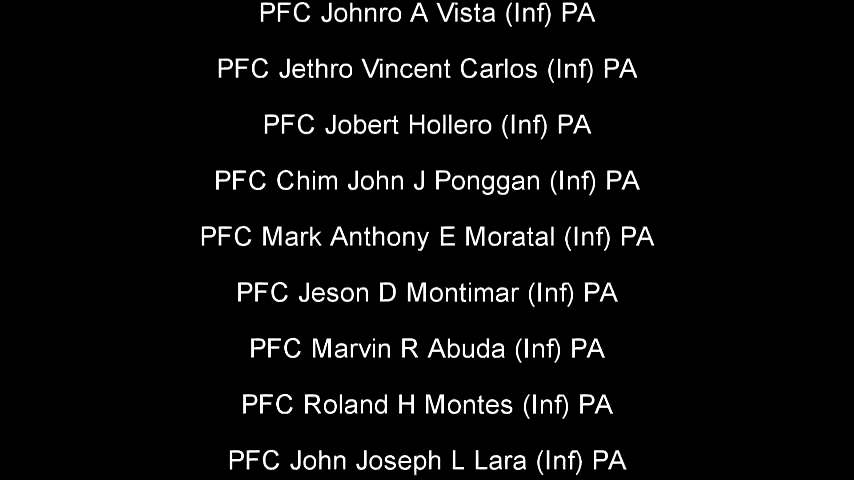 PFC Johnro A Vista (Inf) PA
PFC Jethro Vincent Carlos (Inf) PA
PFC Jobert Hollero (Inf) PA
PFC Chim John J Ponggan (Inf) PA
PFC Mark Anthony E Moratal (Inf) PA
PFC Jeson D Montimar (Inf) PA
PFC Marvin R Abuda (Inf) PA
PFC Roland H Montes (Inf) PA
PFC John Joseph L Lara (Inf) PA